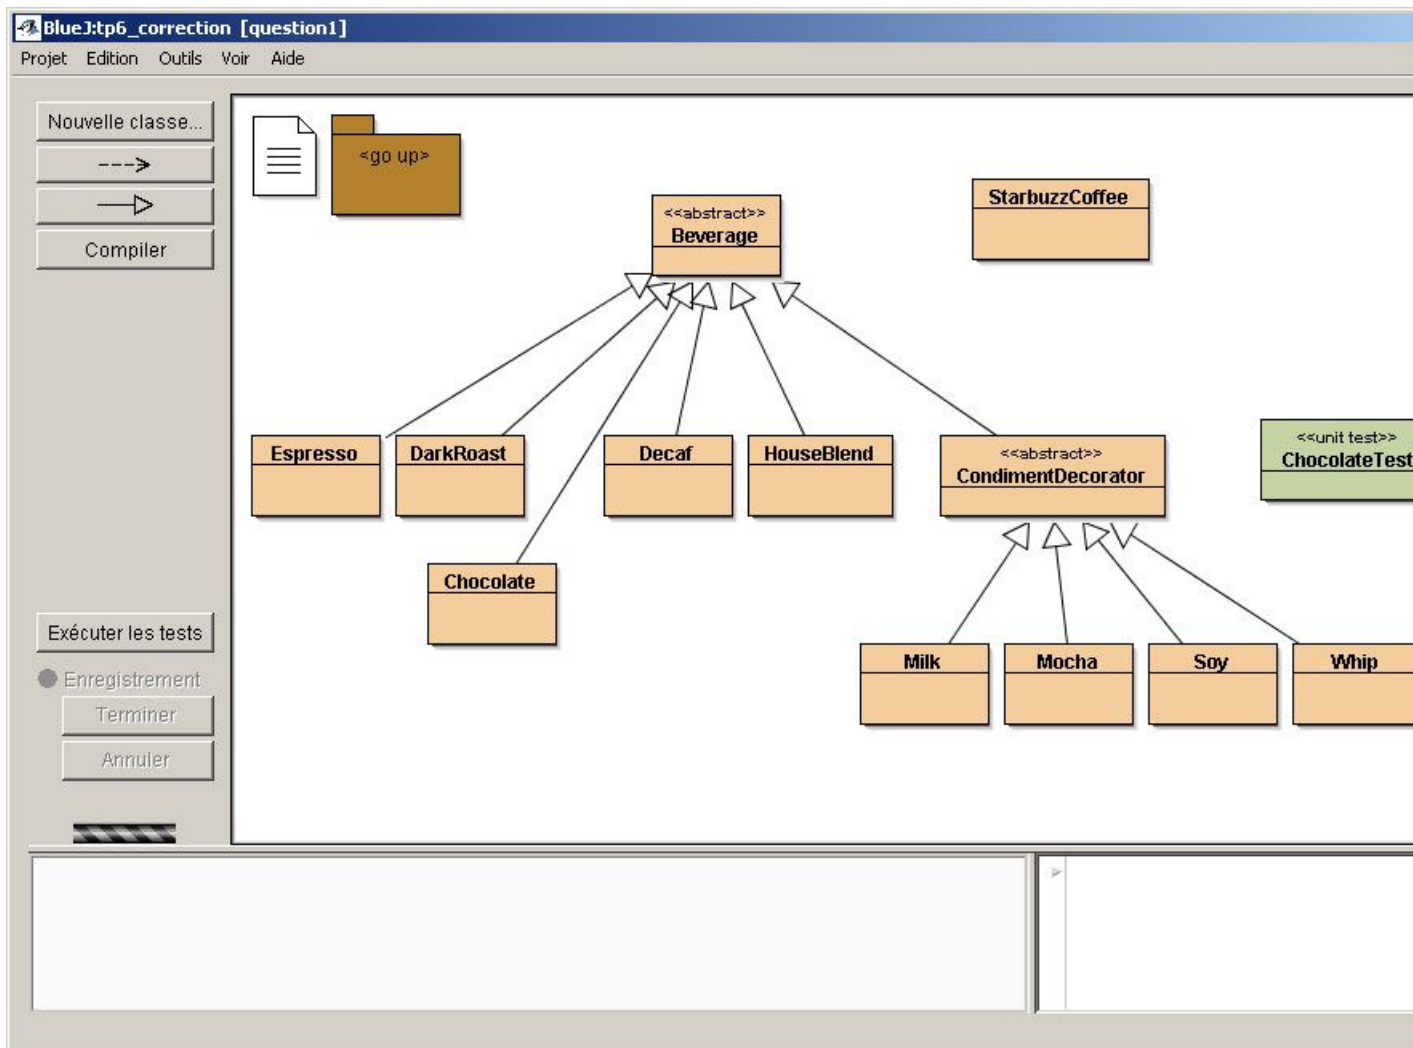 BlueJ:tp6_correction [question1]
Projet Edition Outils Voir Aide
Nouvelle classe...
Compiler
<go up>
<<abstract>>
Beverage
StarbuzzCoffee
Espresso
DarkRoast
Decaf
HouseBlend
<<abstract>>
CondimentDecorator
<<unit test>>
ChocolateTest
Chocolate
Exécuter les tests
Enregistrement
Terminer
Annuler
Milk
Mocha
Soy
Whip